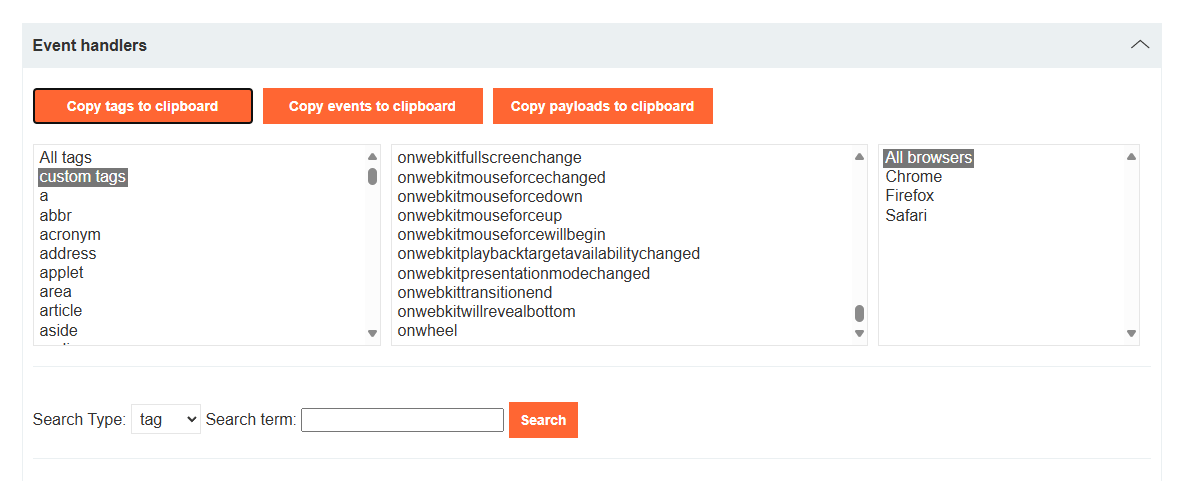 Event handlers
Copy tags to clipboard
Copy events to clipboard
Copy payloads to clipboard
All tags
custom tags
a
abbr
acronym
address
applet
area
article
aside
onwebkitfullscreenchange
onwebkitmouseforcechanged
onwebkitmouseforcedown
onwebkitmouseforceup
onwebkitmouseforcewillbegin
onwebkitplaybacktargetavailabilitychanged
onwebkitpresentationmodechanged
onwebkittransitionend
onwebkitwillrevealbottom
onwheel
All browsers
Chrome
Firefox
Safari
Search Type: tag Search term: Search